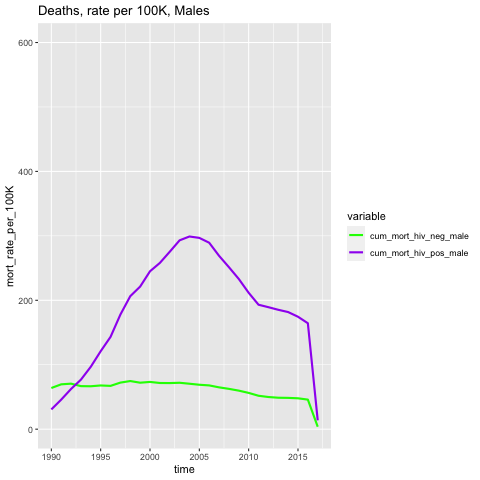 Deaths, rate per 100K, Males
mort_rate_per_100K
600
400
200
0
1990
1995
2000
2005
2010
2015
time
variable
cum_mort_hiv_neg_male
cum_mort_hiv_pos_male